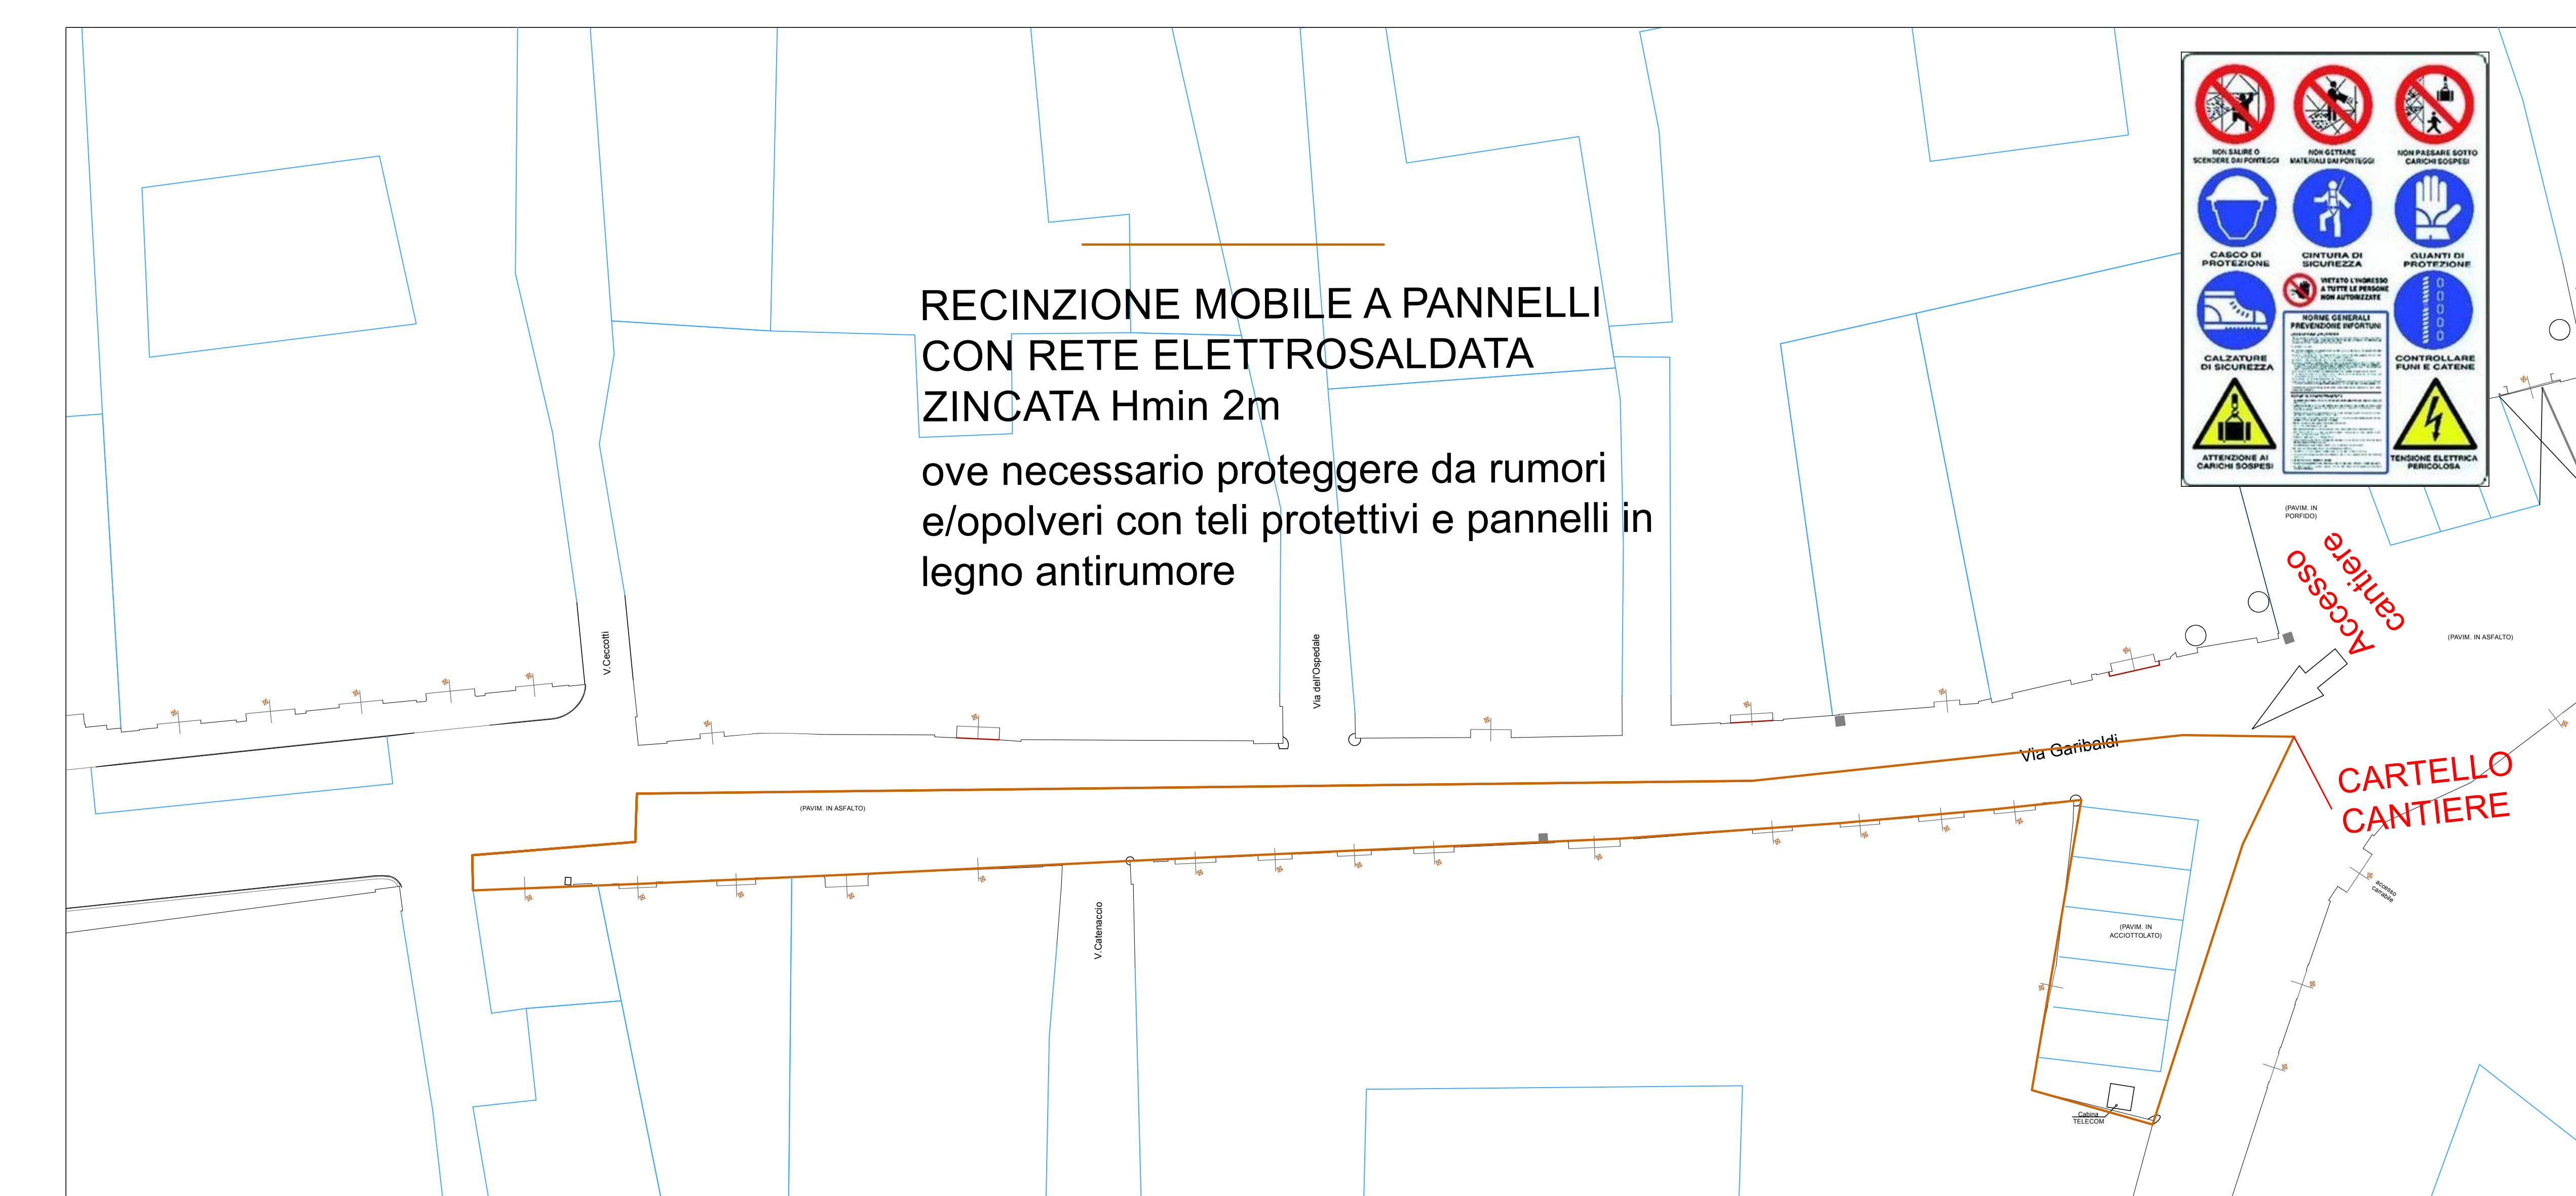 NON SALIRE O
SCENDERE DAI PONTEGGI
NON GETTARE
MATERIALI DAI PONTEGGI
NON PASSARE SOTTO
CARICHI SOSPESI
CASCO DI
PROTEZIONE
CINTURA DI
SICUREZZA
GUANTI DI
PROTEZIONE
VIETATO L'INGRESSO
A TUTTE LE PERSONE
NON AUTORIZZATE
NORME GENERALI
PREVENZIONE INFORTUNI
CALZATURE
DI SICUREZZA
CONTROLLARE
FUNI E CATENE
ATTENZIONE AI
CARICHI SOSPESI
TENSIONE ELETTRICA
PERICOLOSA
RECINZIONE MOBILE A PANNELLI
CON RETE ELETTROSALDATA
ZINCATA Hmin 2m
ove necessario proteggere da rumori
e/opolveri con teli protettivi e pannelli in
legno antirumore
(PAVIM. IN
PORFIDO)
Accesso
cantiere
(PAVIM. IN ASFALTO)
V.Ceccotti
Via dell'Ospedale
Via Garibaldi
CARTELLO
CANTIERE
(PAVIM. IN ASFALTO)
accesso
carrabile
V.Catenaccio
(PAVIM. IN
ACCIOTTOLATO)
Cabina
TELECOM